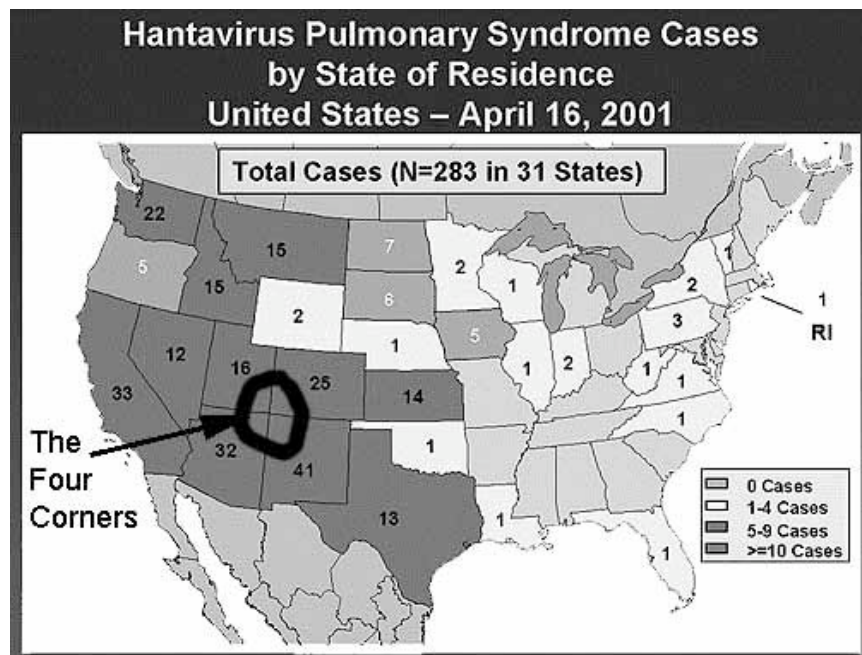 Hantavirus Pulmonary Syndrome Cases
by State of Residence
United States – April 16, 2001
Total Cases (N=283 in 31 States)
22
15
7
2
5
15
2
6
1
1
2
3
1
RI
12
16
25
1
5
1
2
1
1
33
14
1
The
Four
Corners
32
41
1
13
1
1
0 Cases
1-4 Cases
5-9 Cases
>=10 Cases